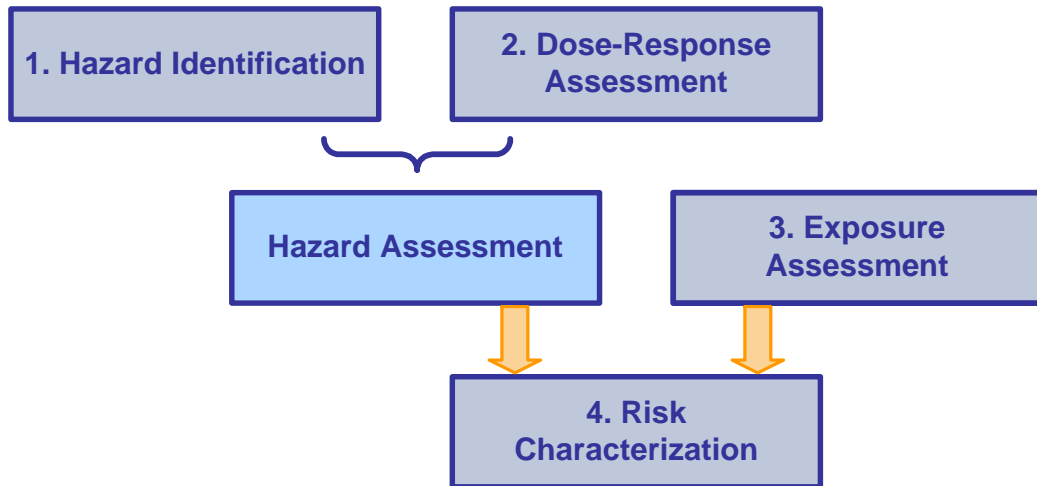 1. Hazard Identification
2. Dose-Response
Assessment
Hazard Assessment
3. Exposure
Assessment
4. Risk
Characterization